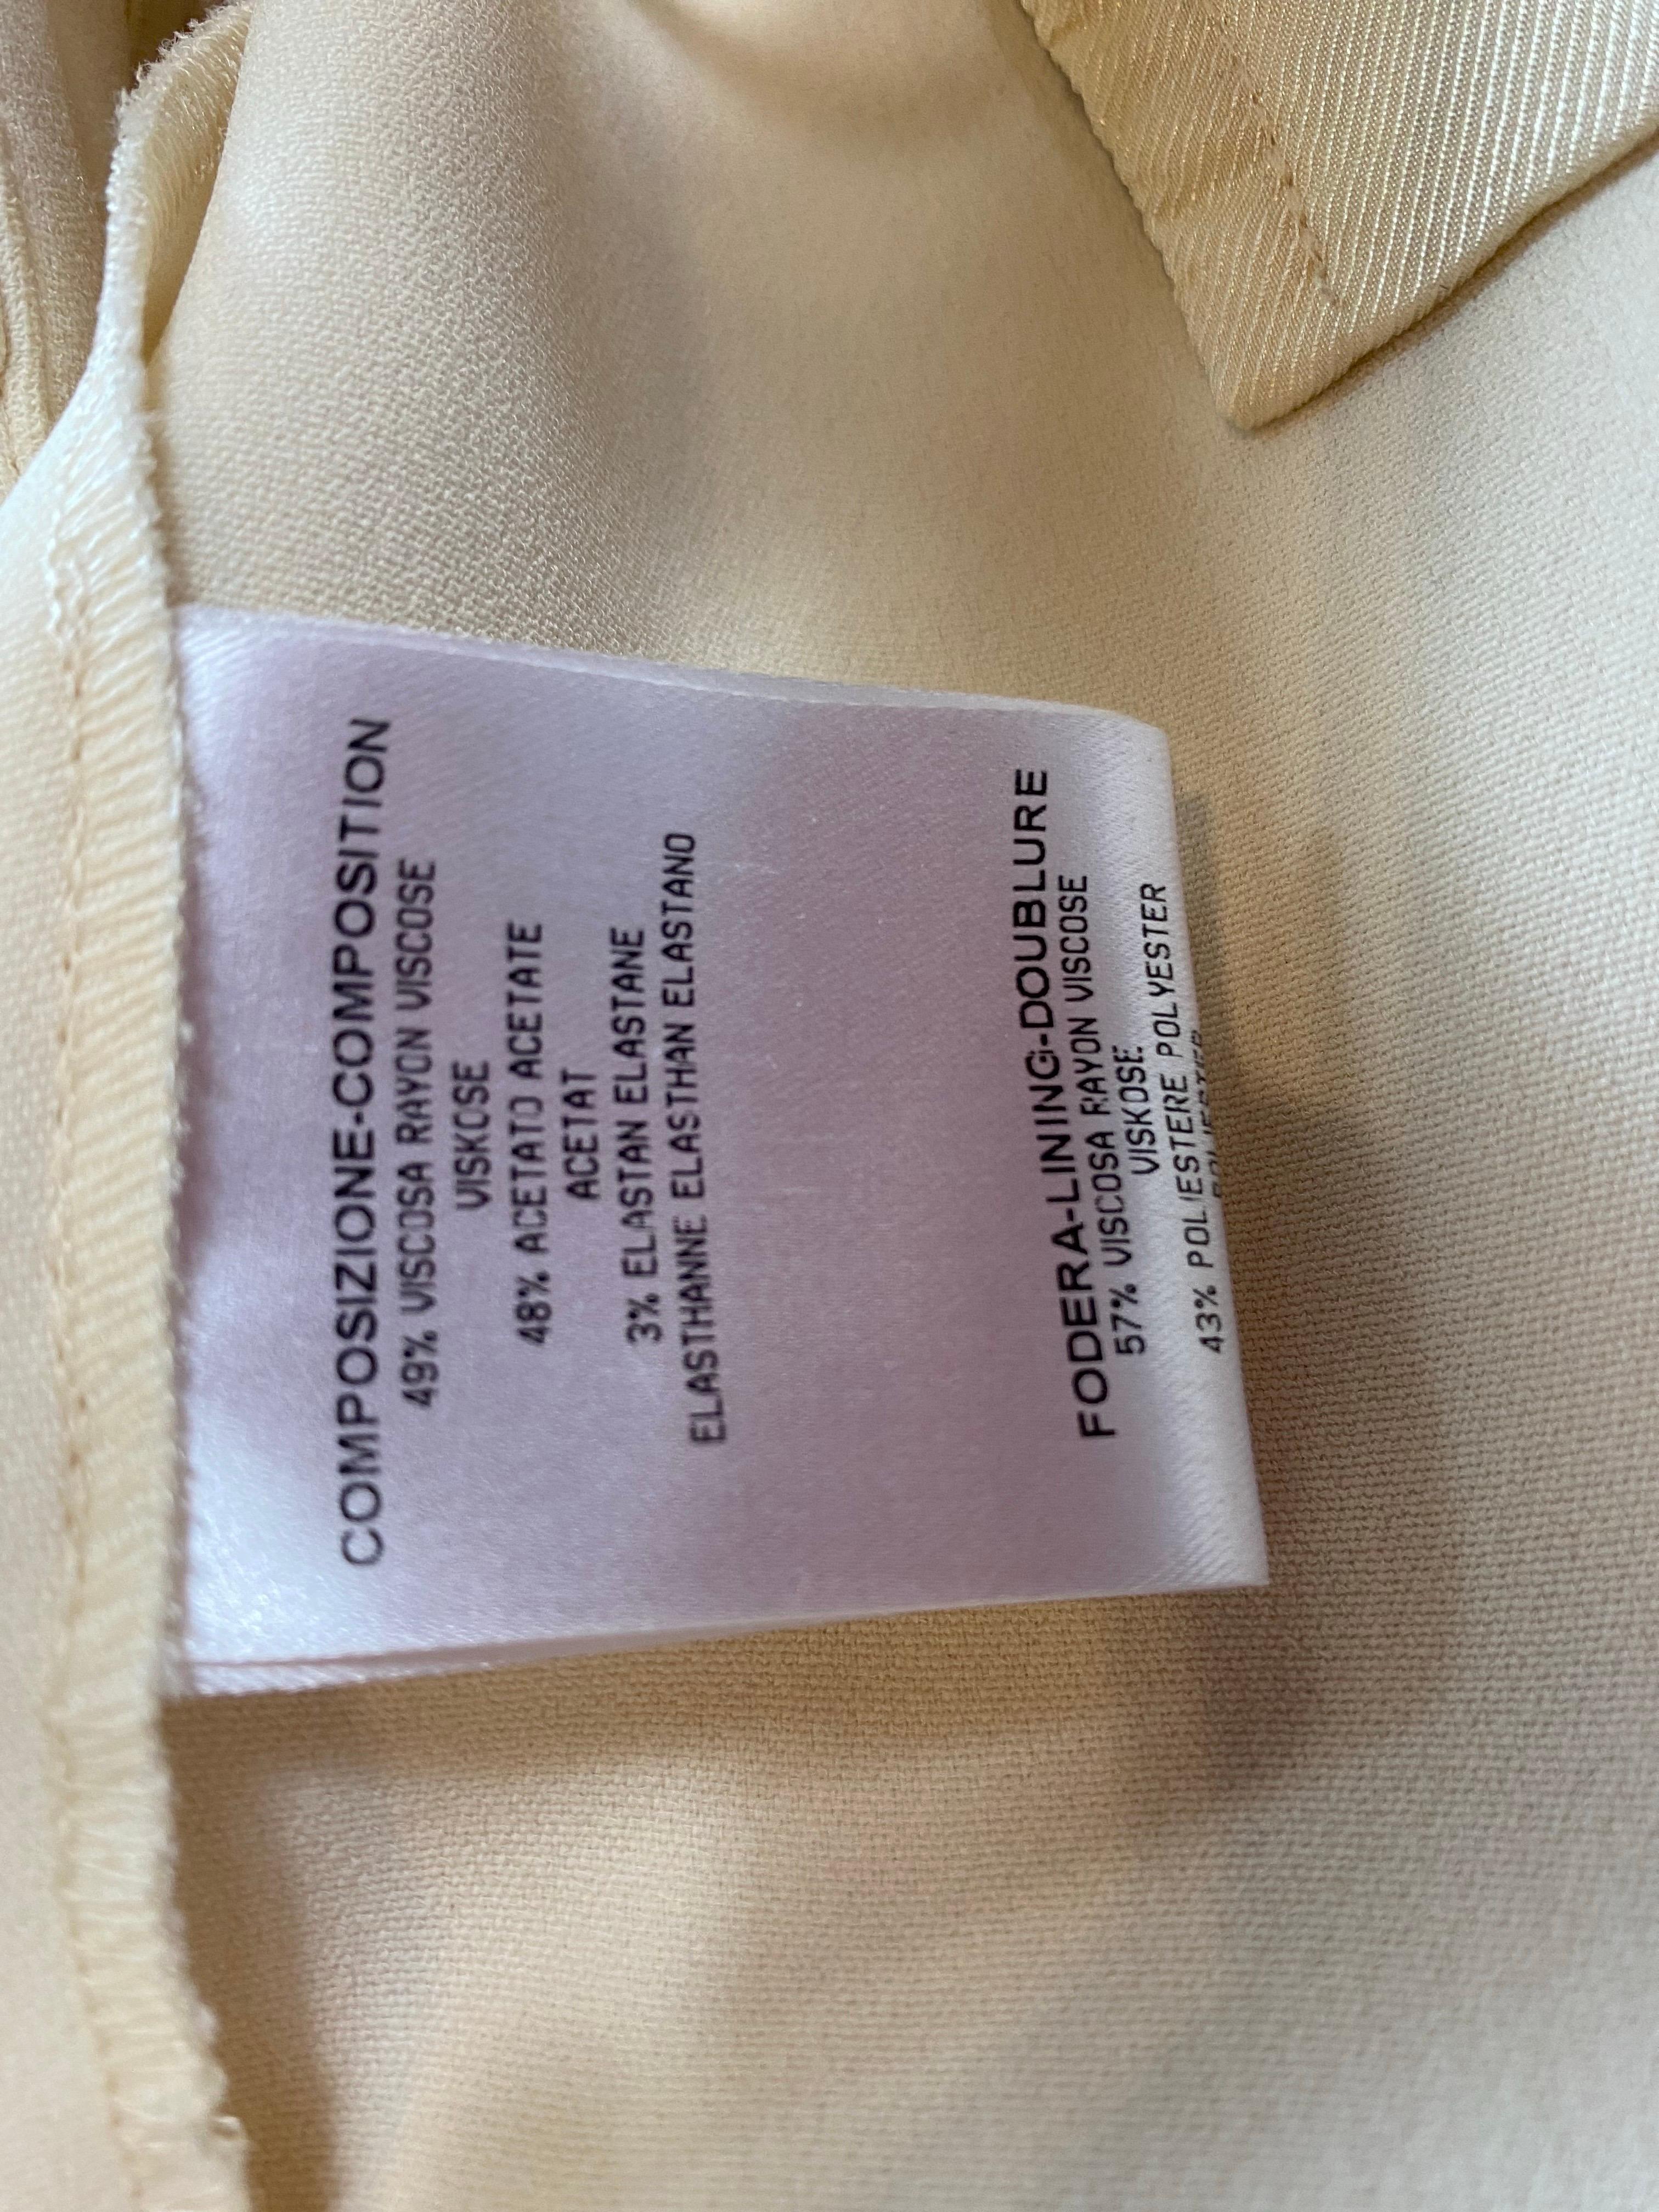 COMPOSIZIONE-COMPOSITION
49% VISCOSA RAYON VISCOSE
VISKOSE
48% ACETATO ACETATE
ACETAT
3% ELASTAN ELASTANE
ELASTHANNE ELASTHAN ELASTANO
FODERA-LINING-DOUBLURE
57% VISCOSA RAYON VISCOSE
VISKOSE
43% POLIESTERE POLYESTER